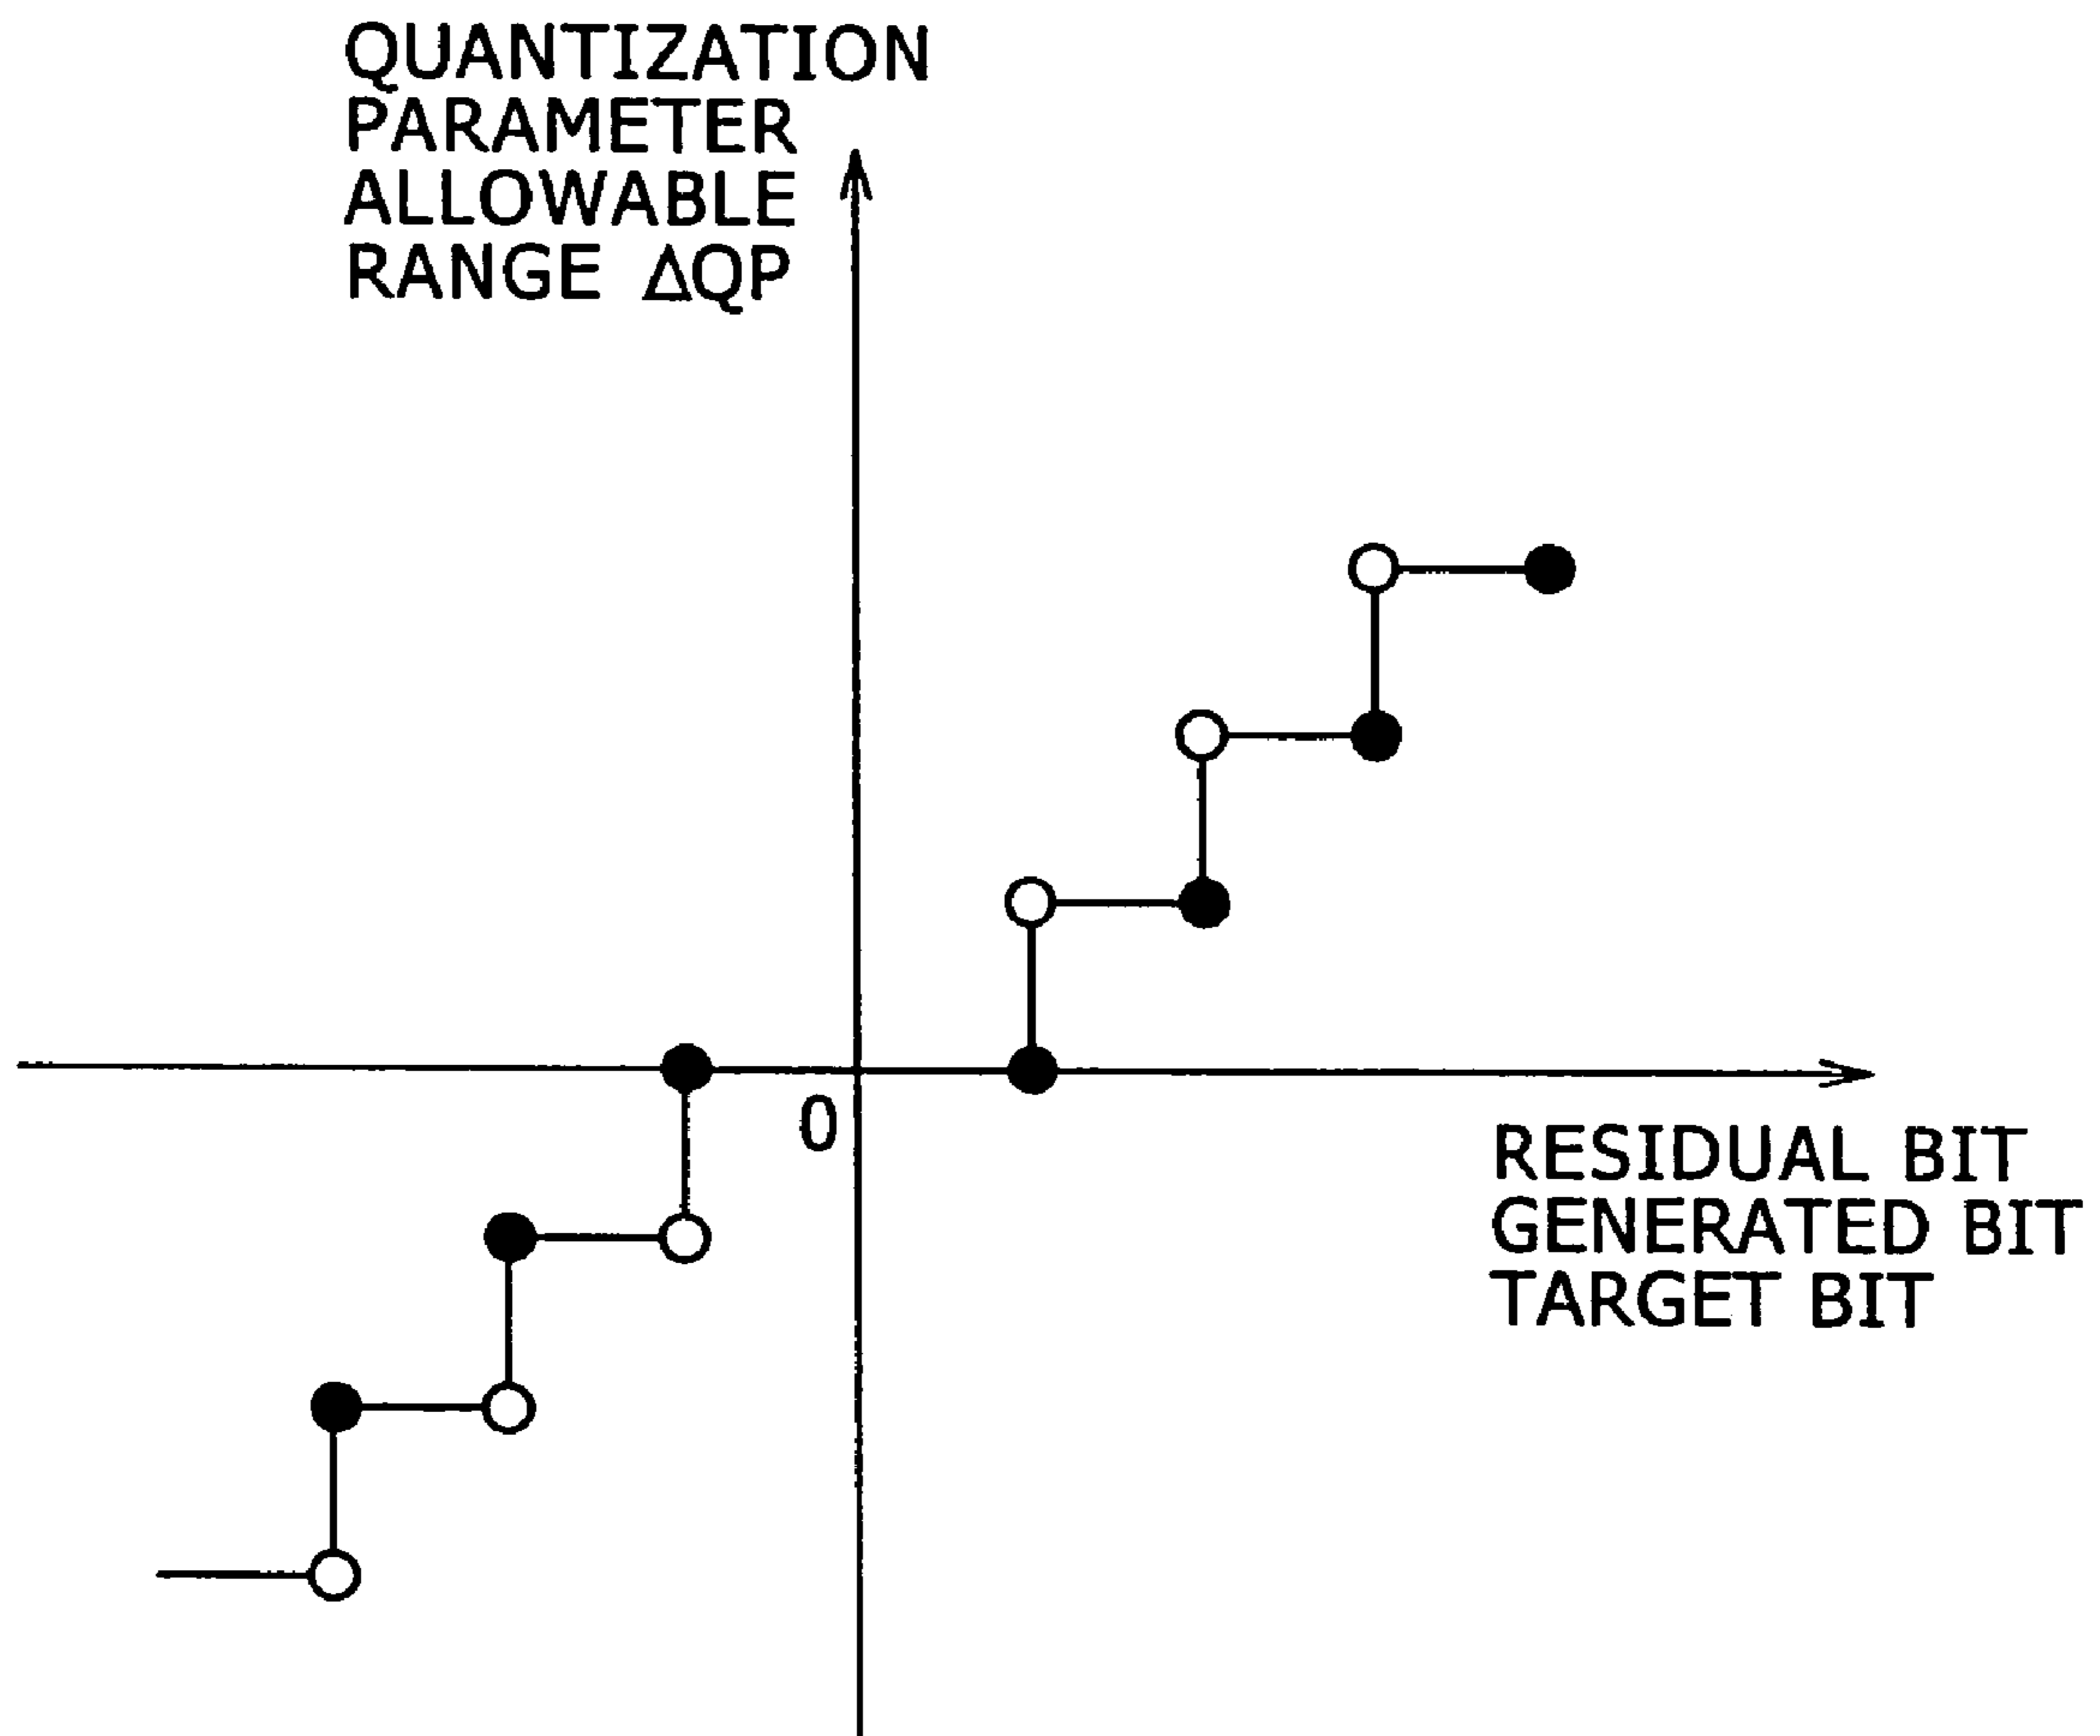 QUANTIZATION
PARAMETER
ALLOWABLE
RANGE ΔQP
0
RESIDUAL BIT
GENERATED BIT
TARGET BIT